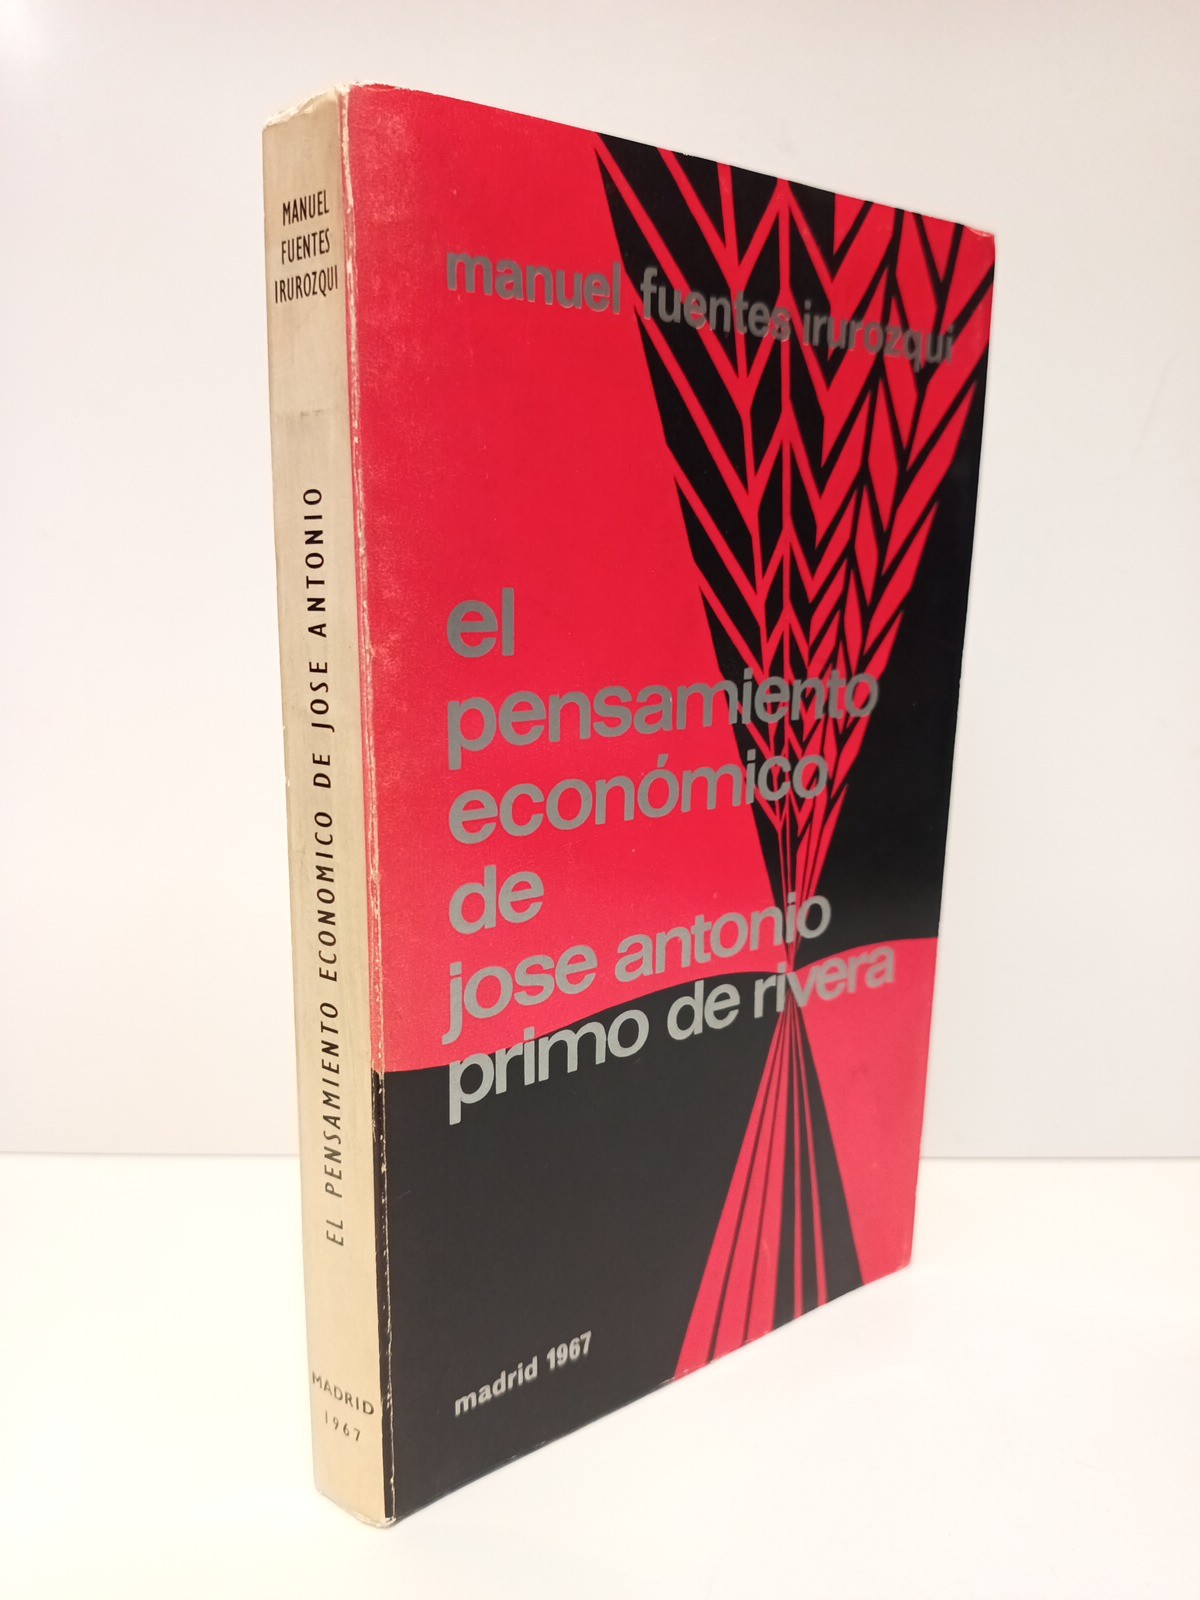 MANUEL
FUENTES
IRUROZQUI
EL PENSAMIENTO ECONOMICO DE JOSE ANTONIO
MADRID
1967
manuel fuentes irurozqui
el
pensamiento
económico
de
jose antonio
primo de rivera
madrid 1967